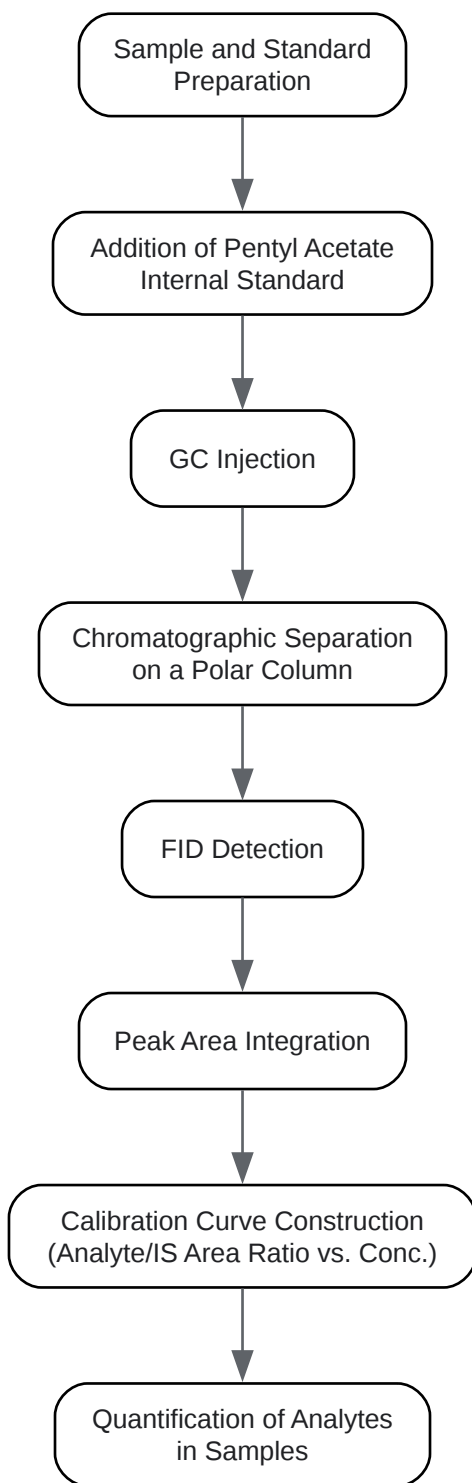 Sample and Standard
Preparation
Addition of Pentyl Acetate
Internal Standard
GC Injection
Chromatographic Separation
on a Polar Column
FID Detection
Peak Area Integration
Calibration Curve Construction
(Analyte/IS Area Ratio vs. Conc.)
Quantification of Analytes
in Samples